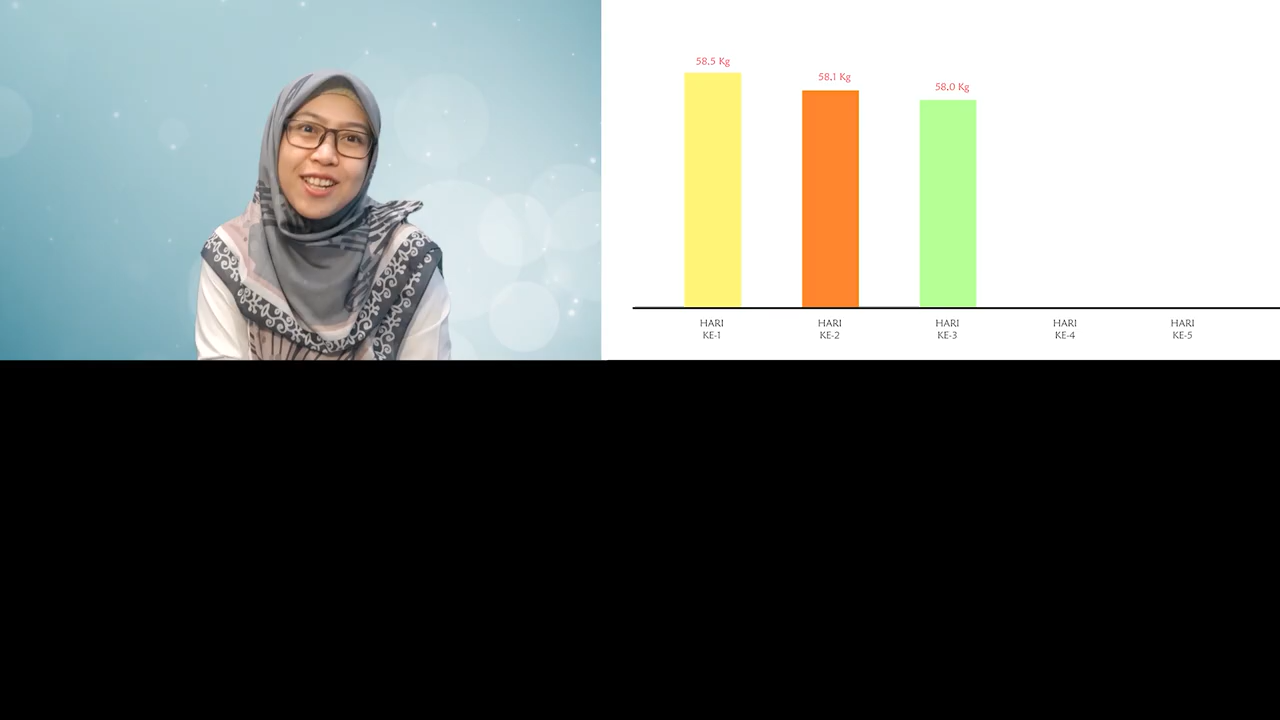 58.5 Kg
58.1 Kg
58.0 Kg
HARI
KE-1
HARI
KE-2
HARI
KE-3
HARI
KE-4
HARI
KE-5